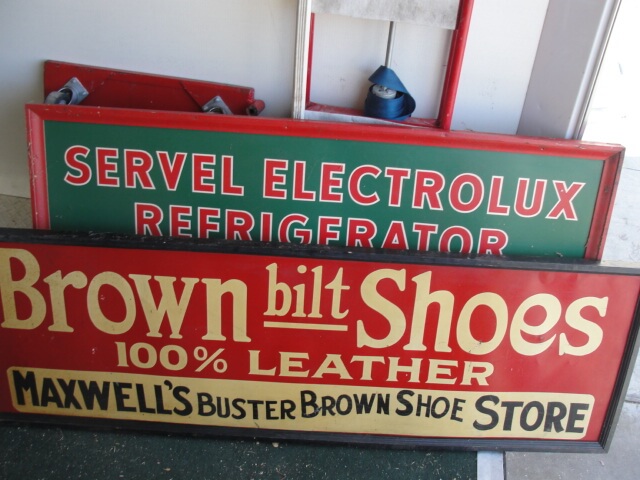 SERVEL ELECTROLUX
REFRIGERATOR
Brown bilt Shoes
100% LEATHER
MAXWELL'S BUSTER BROWN SHOE STORE